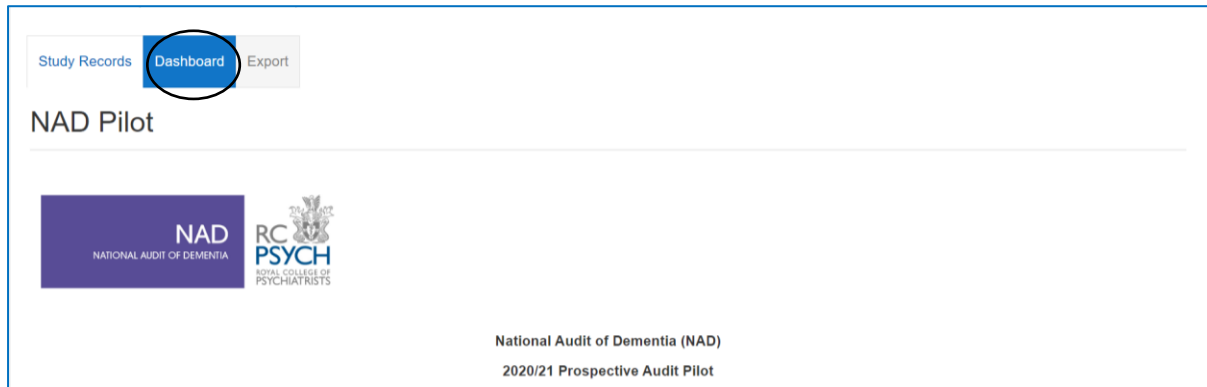 Study Records Dashboard Export
NAD Pilot
NAD
NATIONAL AUDIT OF DEMENTIA
RC
PSYCH
ROYAL COLLEGE OF
PSYCHIATRISTS
National Audit of Dementia (NAD)
2020/21 Prospective Audit Pilot